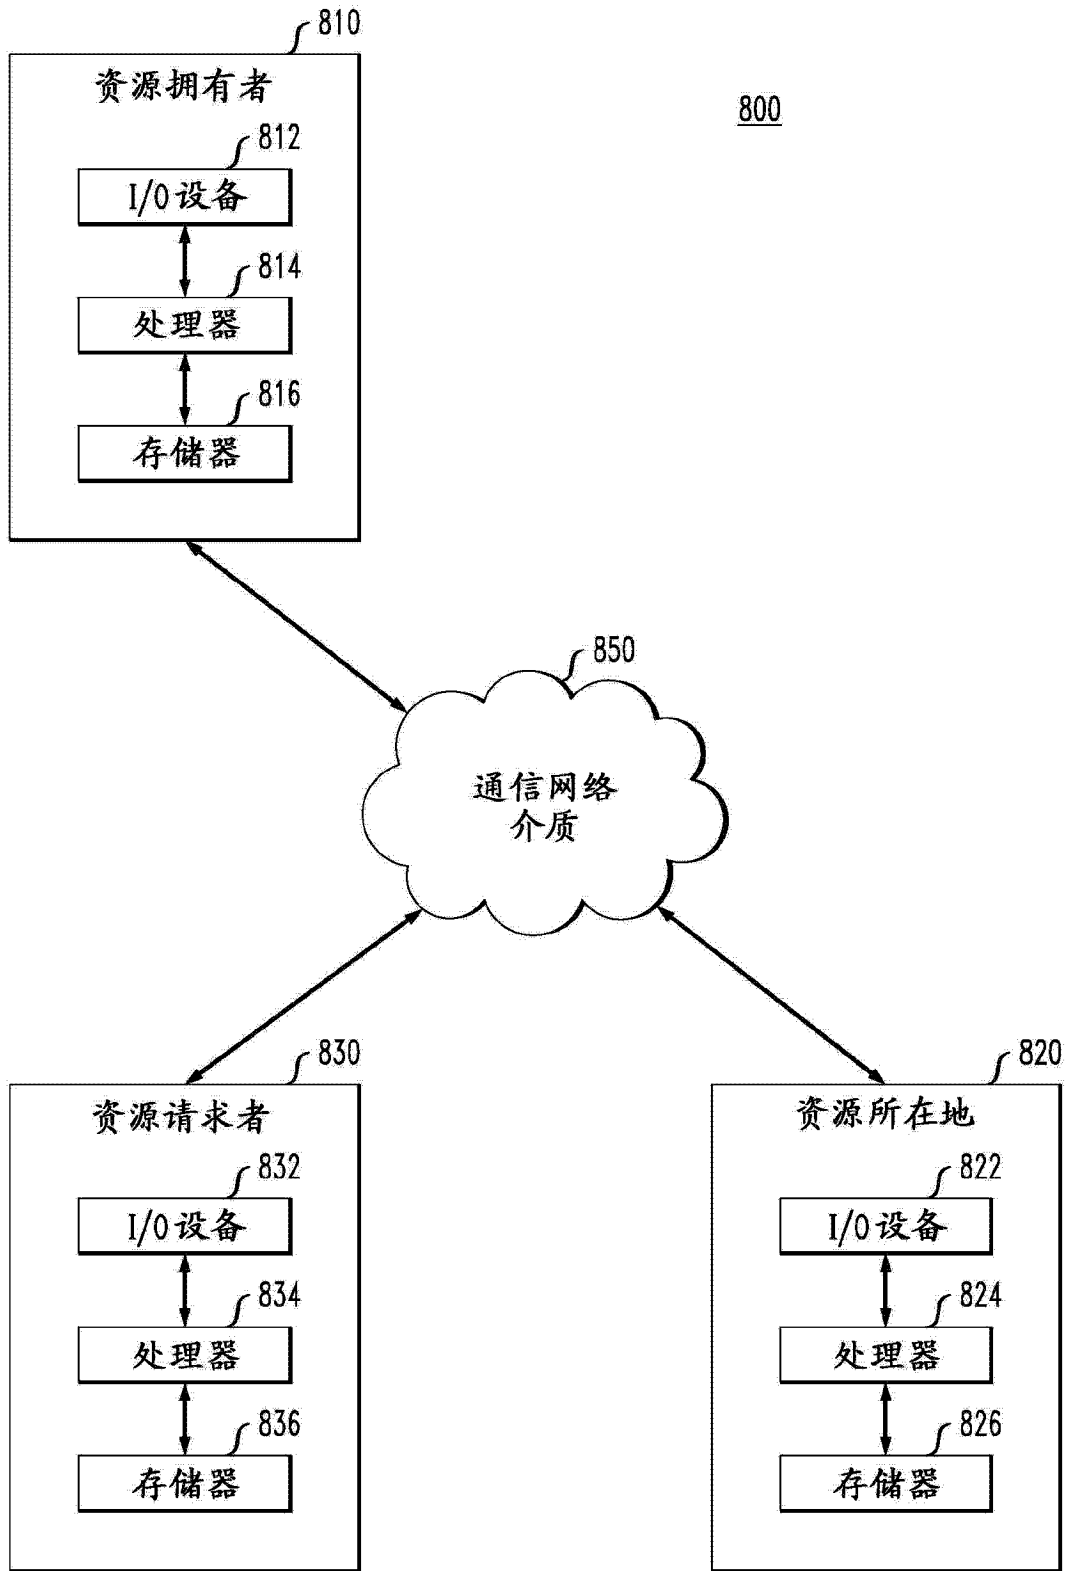 810
资源拥有者
800
812
I/O 设备
814
处理器
816
存储器
850
通信网络
介质
830
资源请求者
832
I/O 设备
834
处理器
836
存储器
820
资源所在地
822
I/O 设备
824
处理器
826
存储器